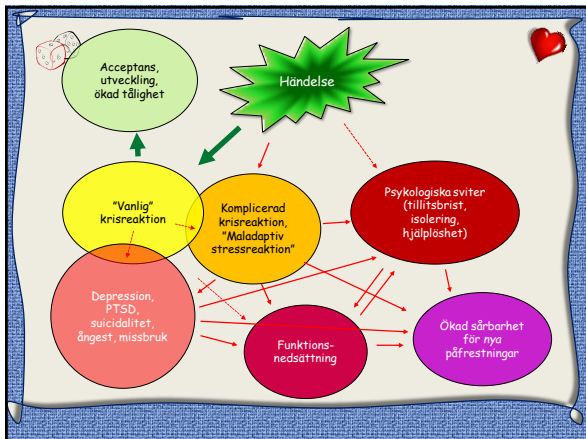 Acceptans,
utveckling,
ökad tålighet
Händelse
"Vanlig"
krisreaktion
Komplicerad
krisreaktion,
"Maladaptiv
stressreaktion"
Psykologiska sviter
(tillitsbrist,
isolering,
hjälplöshet)
Depression,
PTSD,
suicidalitet,
ångest, missbruk
Funktions-
nedsättning
Ökad sårbarhet
för nya
påfrestningar